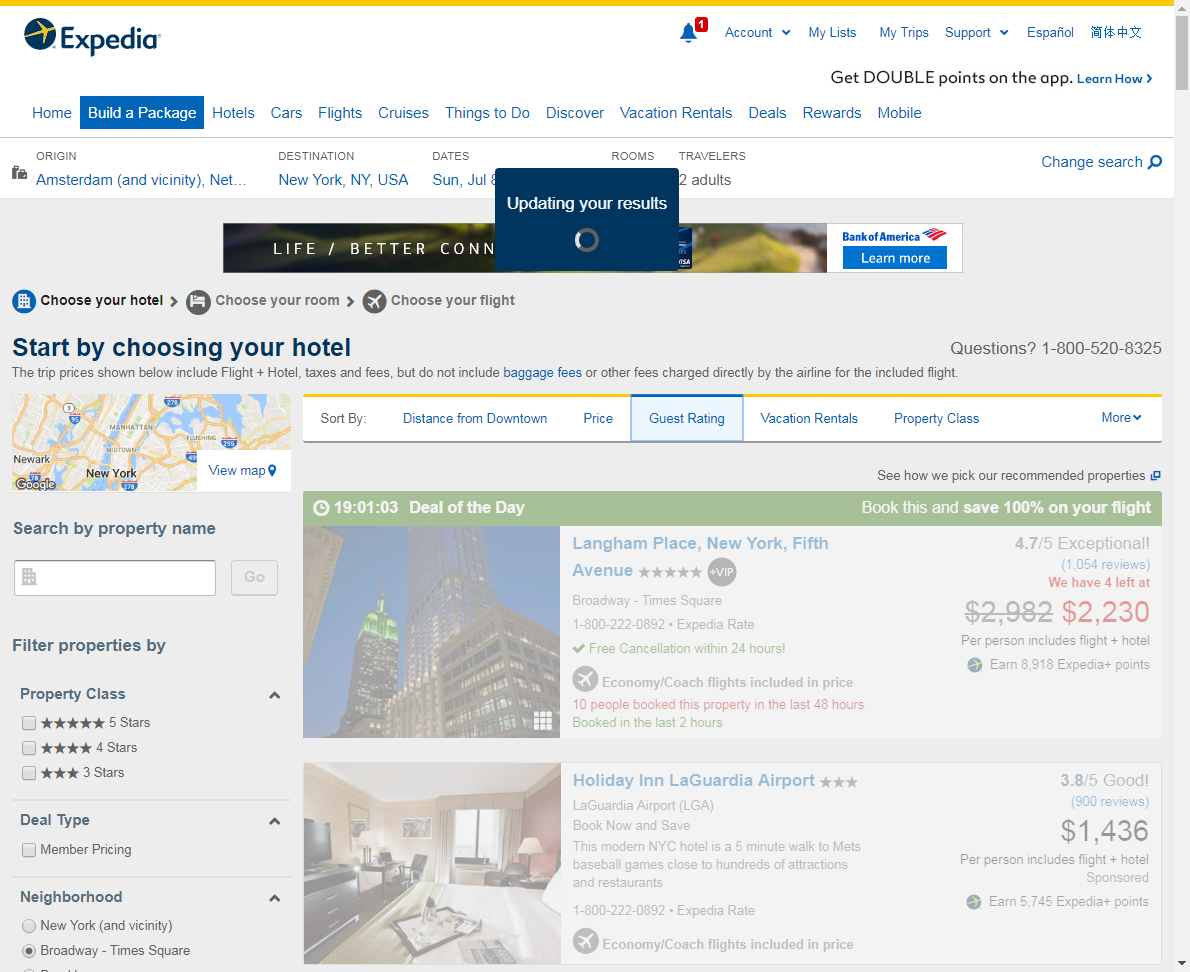 Expedia
1
Account
My Lists
My Trips
Support
Español
简体中文
Get DOUBLE points on the app. Learn How
Home
Build a Package
Hotels
Cars
Flights
Cruises
Things to Do
Discover
Vacation Rentals
Deals
Rewards
Mobile
ORIGIN
Amsterdam (and vicinity), Net...
DESTINATION
New York, NY, USA
DATES
Sun, Jul
ROOMS
TRAVELERS
2 adults
Change search
Updating your results
LIFE / BETTER CONN
VISA
Bank of America
Learn more
Choose your hotel
Choose your room
Choose your flight
Start by choosing your hotel
Questions? 1-800-520-8325
The trip prices shown below include Flight + Hotel, taxes and fees, but do not include baggage fees or other fees charged directly by the airline for the included flight.
3
278
MANHATTAN
FLUSHING
295
MIDTOWN
Newark
New York
78
278
Google
View map
Sort By:
Distance from Downtown
Price
Guest Rating
Vacation Rentals
Property Class
More
See how we pick our recommended properties
Search by property name
Go
Filter properties by
Property Class
5 Stars
4 Stars
3 Stars
Deal Type
Member Pricing
Neighborhood
New York (and vicinity)
Broadway - Times Square
19:01:03 Deal of the Day
Book this and save 100% on your flight
Langham Place, New York, Fifth
Avenue ★★★★★ +VIP
Broadway - Times Square
1-800-222-0892 • Expedia Rate
Free Cancellation within 24 hours!
Economy/Coach flights included in price
10 people booked this property in the last 48 hours
Booked in the last 2 hours
4.7/5 Exceptional!
(1,054 reviews)
We have 4 left at
$2,982 $2,230
Per person includes flight + hotel
Earn 8,918 Expedia+ points
Holiday Inn LaGuardia Airport ★★★
LaGuardia Airport (LGA)
Book Now and Save
This modern NYC hotel is a 5 minute walk to Mets
baseball games close to hundreds of attractions
and restaurants
1-800-222-0892 • Expedia Rate
Economy/Coach flights included in price
3.8/5 Good!
(900 reviews)
$1,436
Per person includes flight + hotel
Sponsored
Earn 5,745 Expedia+ points